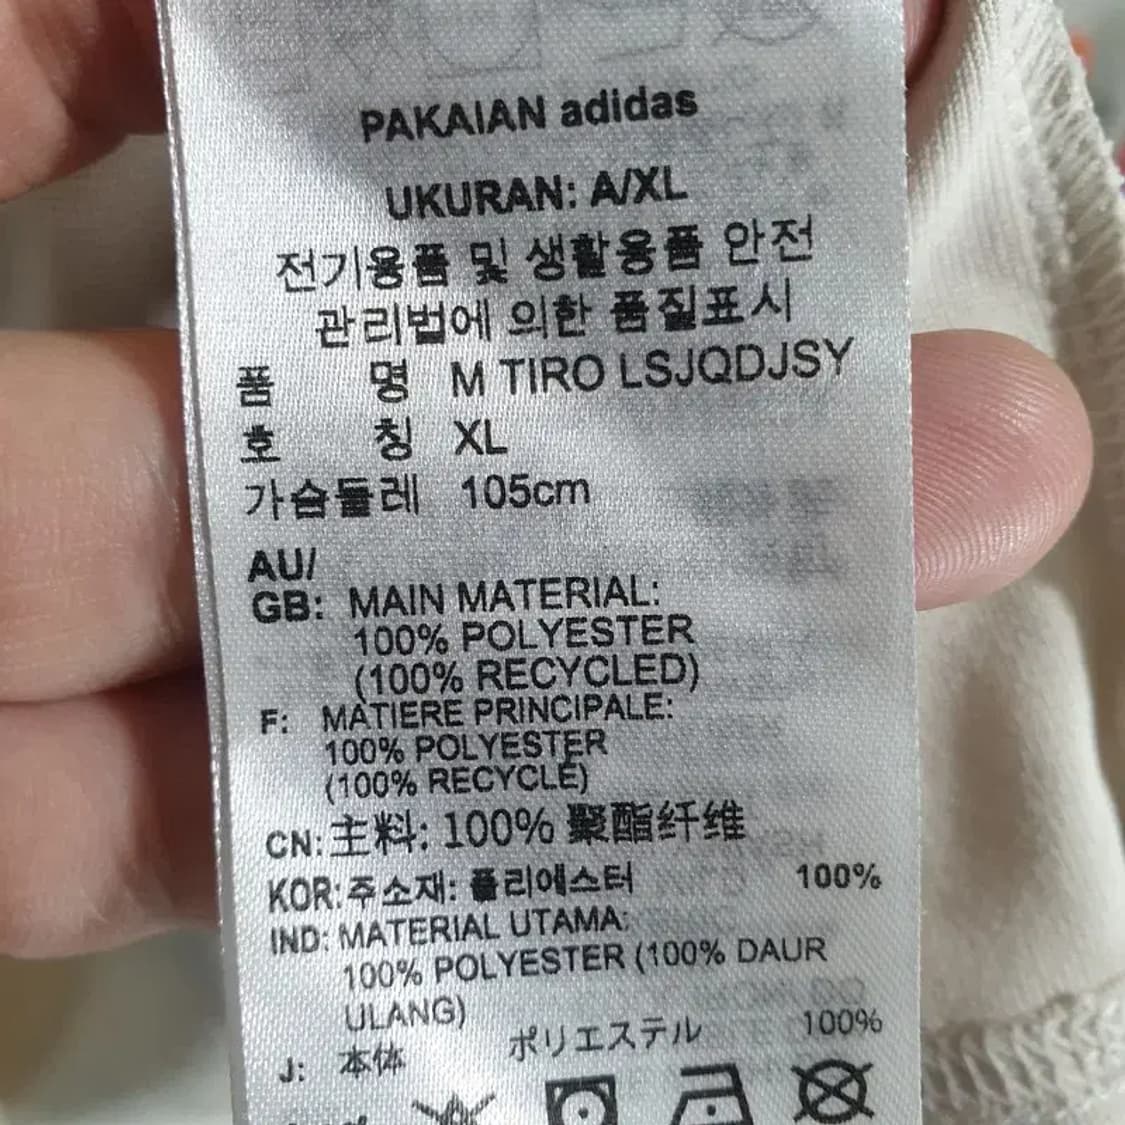 PAKAIAN adidas
UKURAN: A/XL
전기용품 및 생활용품 안전
관리법에 의한 품질표시
품 명 M TIRO LSJQDJSY
호 칭 XL
가슴둘레 105cm
AU/
GB: MAIN MATERIAL:
100% POLYESTER
(100% RECYCLED)
F: MATIERE PRINCIPALE:
100% POLYESTER
(100% RECYCLÉ)
CN: 主料: 100% 聚酯纤维
KOR: 주소재: 폴리에스터 100%
IND: MATERIAL UTAMA:
100% POLYESTER (100% DAUR
ULANG)
J: 本体 ポリエステル 100%